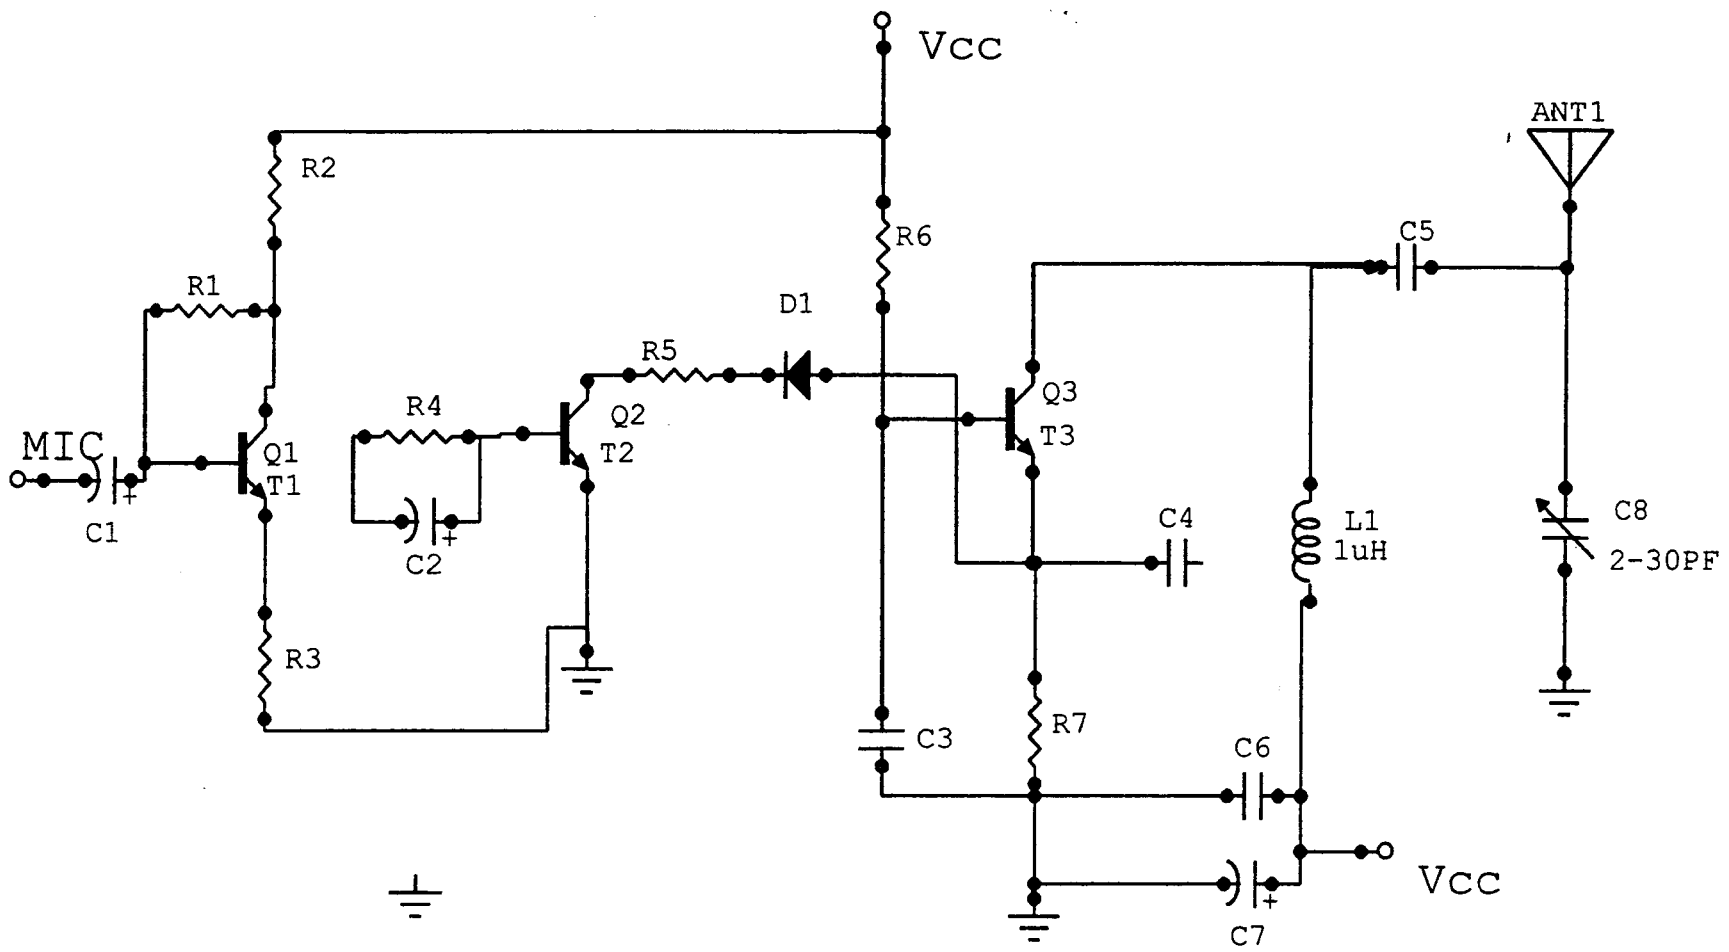 Vcc
ANT1
R2
C5
R6
R1
D1
R5
Q3
R4
Q2
T3
MIC
Q1
T2
T1
C1
C2
C4
L1
1uH
C8
2-30PF
R3
R7
C3
C6
Vcc
C7
+
+
+